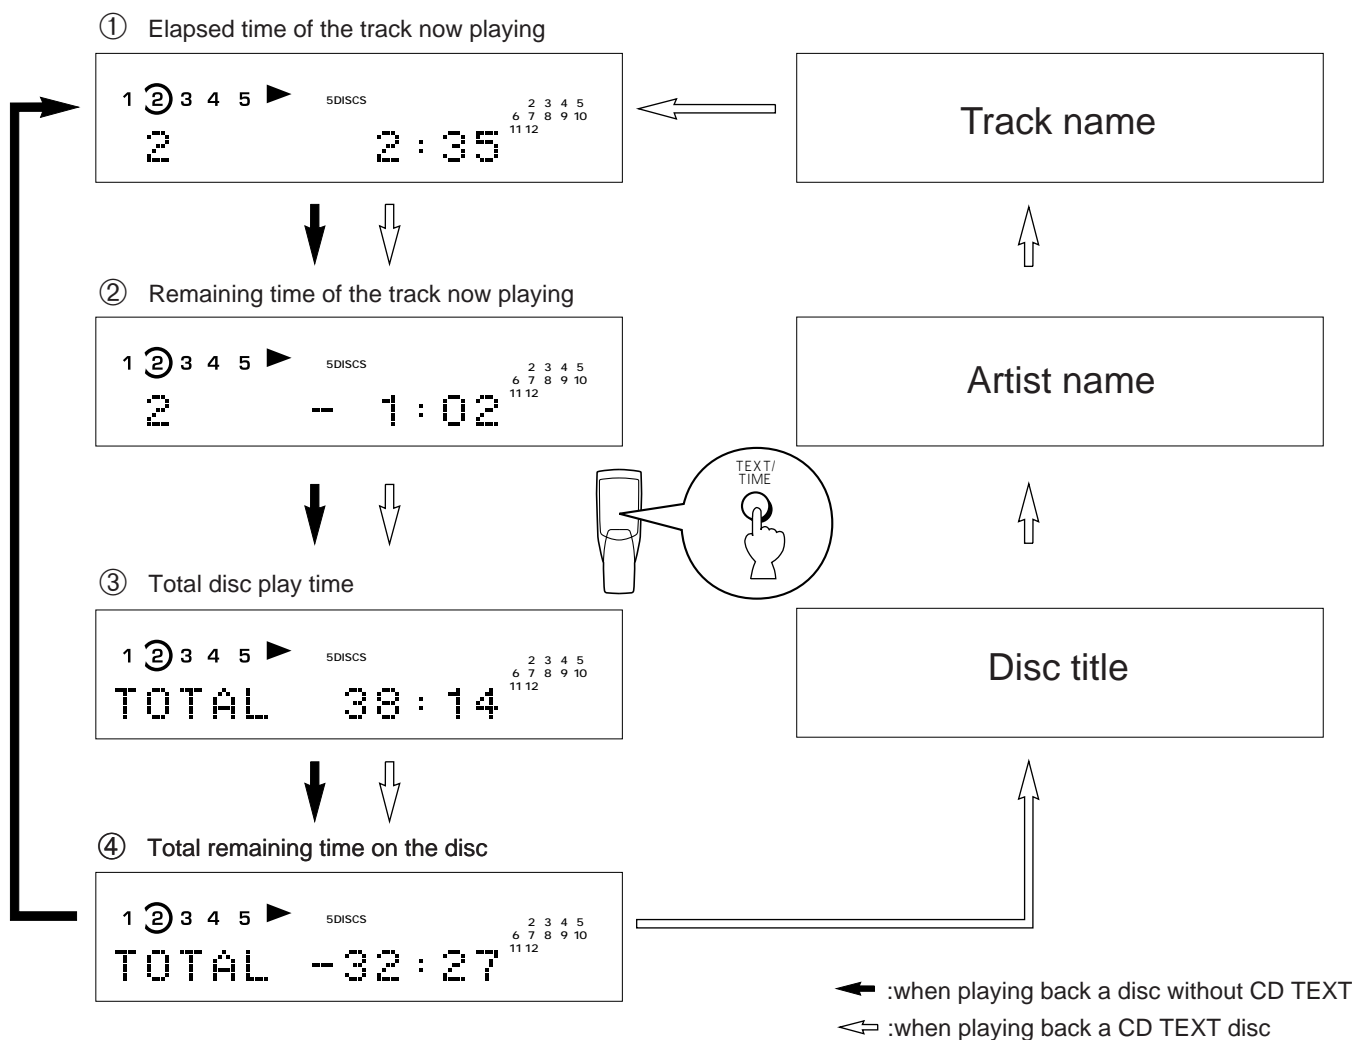 ① Elapsed time of the track now playing
1 2 3 4 5 5DISCS
2 3 4 5
6 7 8 9 10
11 12
2 2:35
Track name
② Remaining time of the track now playing
1 2 3 4 5 5DISCS
2 3 4 5
6 7 8 9 10
11 12
2 - 1:02
Artist name
TEXT/
TIME
③ Total disc play time
1 2 3 4 5 5DISCS
2 3 4 5
6 7 8 9 10
11 12
TOTAL 38:14
Disc title
④ Total remaining time on the disc
1 2 3 4 5 5DISCS
2 3 4 5
6 7 8 9 10
11 12
TOTAL -32:27
:when playing back a disc without CD TEXT
:when playing back a CD TEXT disc